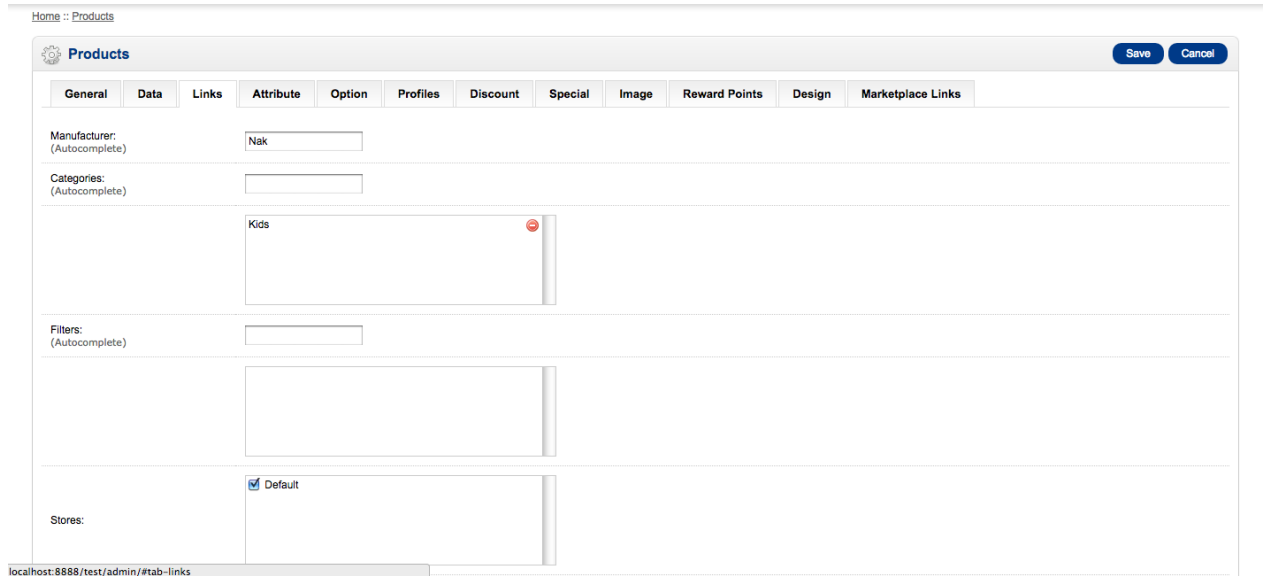 Home :: Products
Products
Save Cancel
General Data Links Attribute Option Profiles Discount Special Image Reward Points Design Marketplace Links
Manufacturer:
(Autocomplete)
Nak
Categories:
(Autocomplete)
Kids
Filters:
(Autocomplete)
Default
Stores:
localhost:8888/test/admin/#tab-links